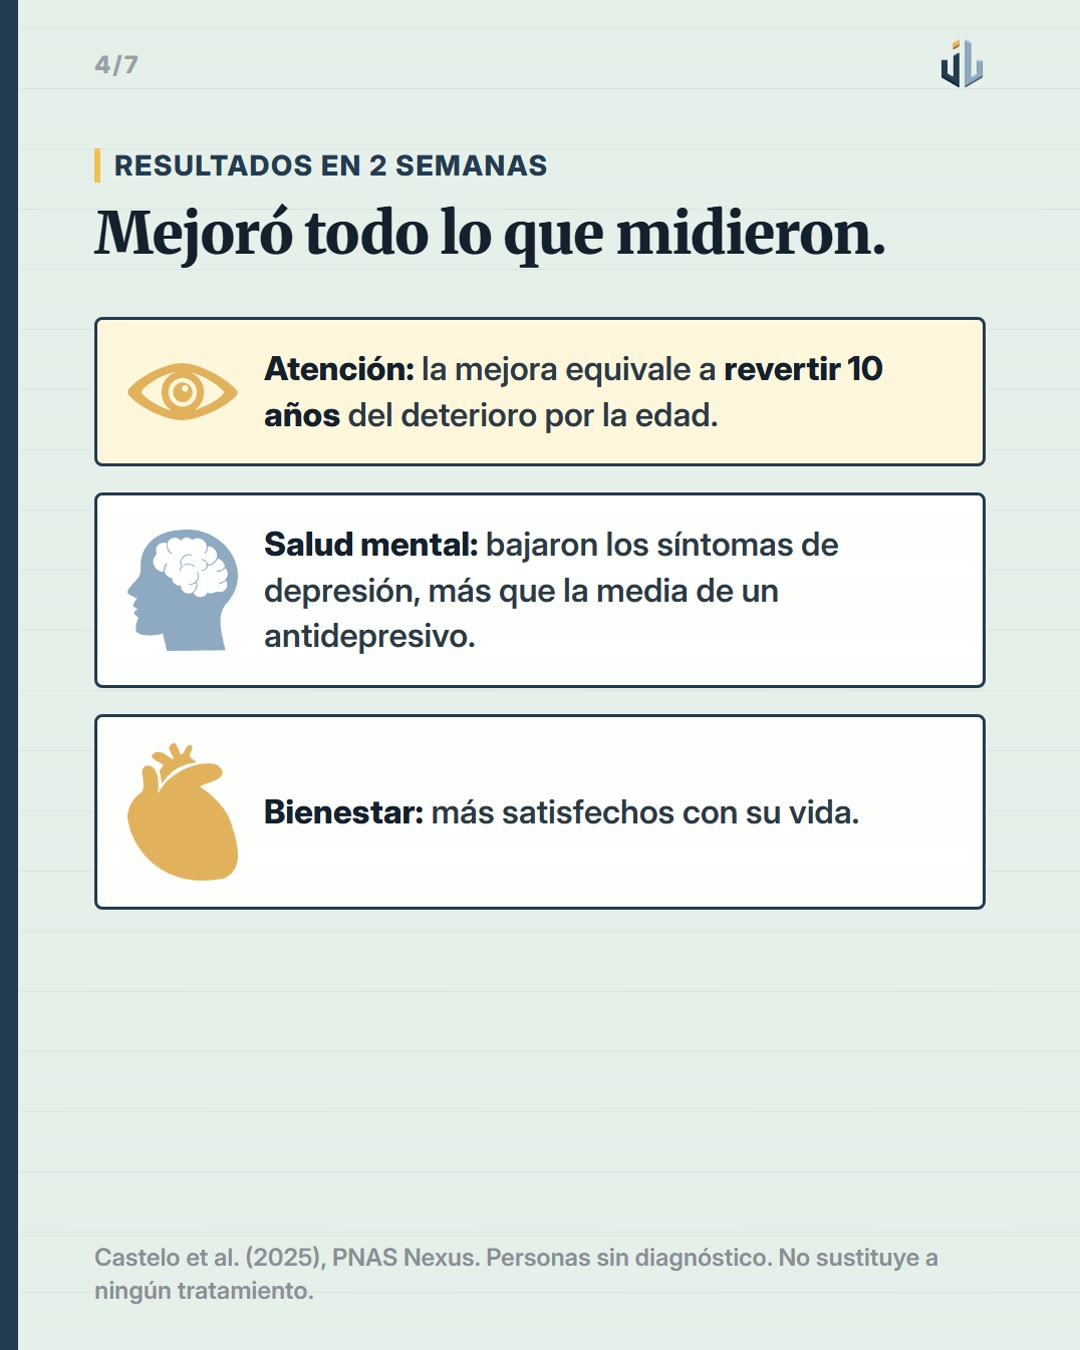 4/7
RESULTADOS EN 2 SEMANAS
Mejoró todo lo que midieron.
Atención: la mejora equivale a revertir 10
años del deterioro por la edad.
Salud mental: bajaron los síntomas de
depresión, más que la media de un
antidepresivo.
Bienestar: más satisfechos con su vida.
Castelo et al. (2025), PNAS Nexus. Personas sin diagnóstico. No sustituye a
ningún tratamiento.